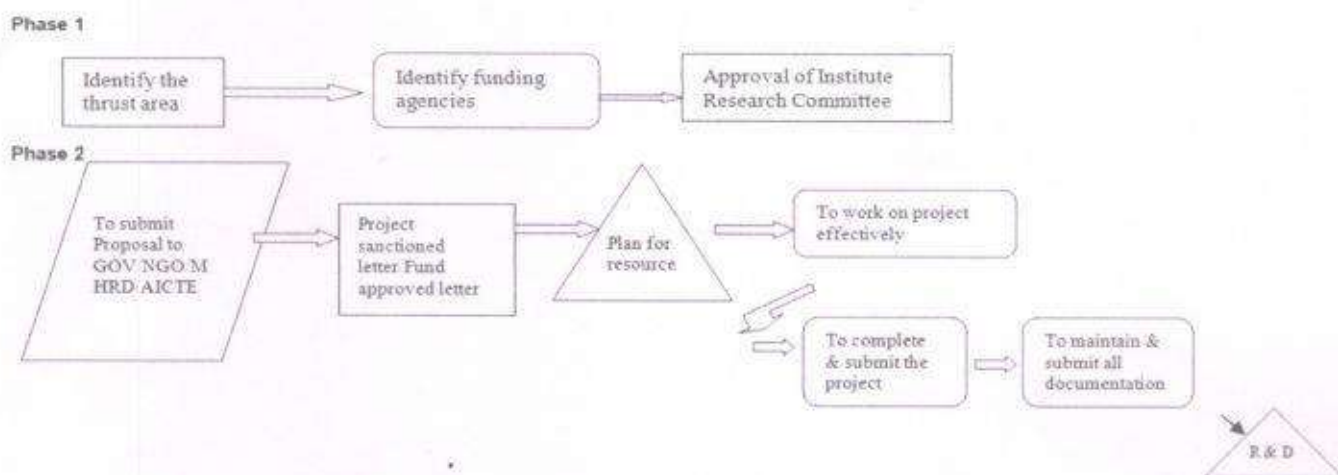 Phase 1
Identify the
thrust area
Identify funding
agencies
Approval of Institute
Research Committee
Phase 2
To submit
Proposal to
GOV NGO M
HRD AICTE
Project
sanctioned
letter Fund
approved letter
Plan for
resource
To work on project
effectively
To complete
& submit the
project
To maintain &
submit all
documentation
R & D